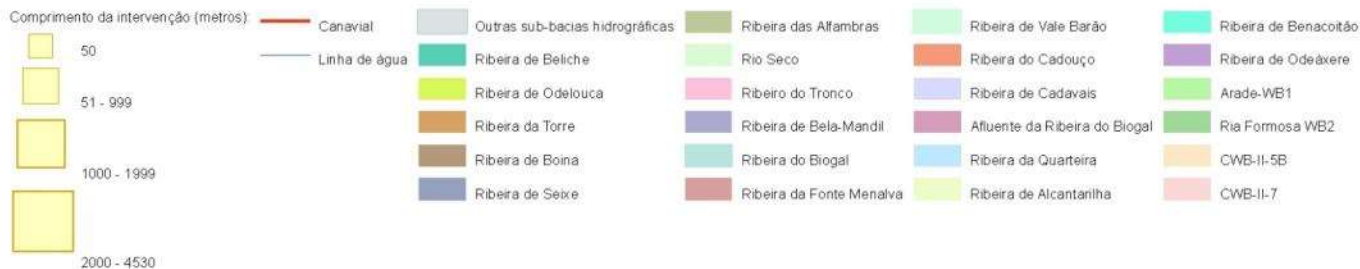 Comprimento da intervenção (metros):
50
51 - 999
1000 - 1999
2000 - 4530
Canavial
Linha de água
Outras sub-bacias hidrográficas
Ribeira de Beliche
Ribeira de Odelouca
Ribeira da Torre
Ribeira de Boina
Ribeira de Seixe
Ribeira das Alfambras
Rio Seco
Ribeiro do Tronco
Ribeira de Bela-Mandil
Ribeira do Biogal
Ribeira da Fonte Menalva
Ribeira de Vale Barão
Ribeira do Cadouço
Ribeira de Cadavais
Afluente da Ribeira do Biogal
Ribeira da Quarteira
Ribeira de Alcantarilha
Ribeira de Benacoitão
Ribeira de Odeáxere
Arade-WB1
Ria Formosa WB2
CWB-II-5B
CWB-II-7